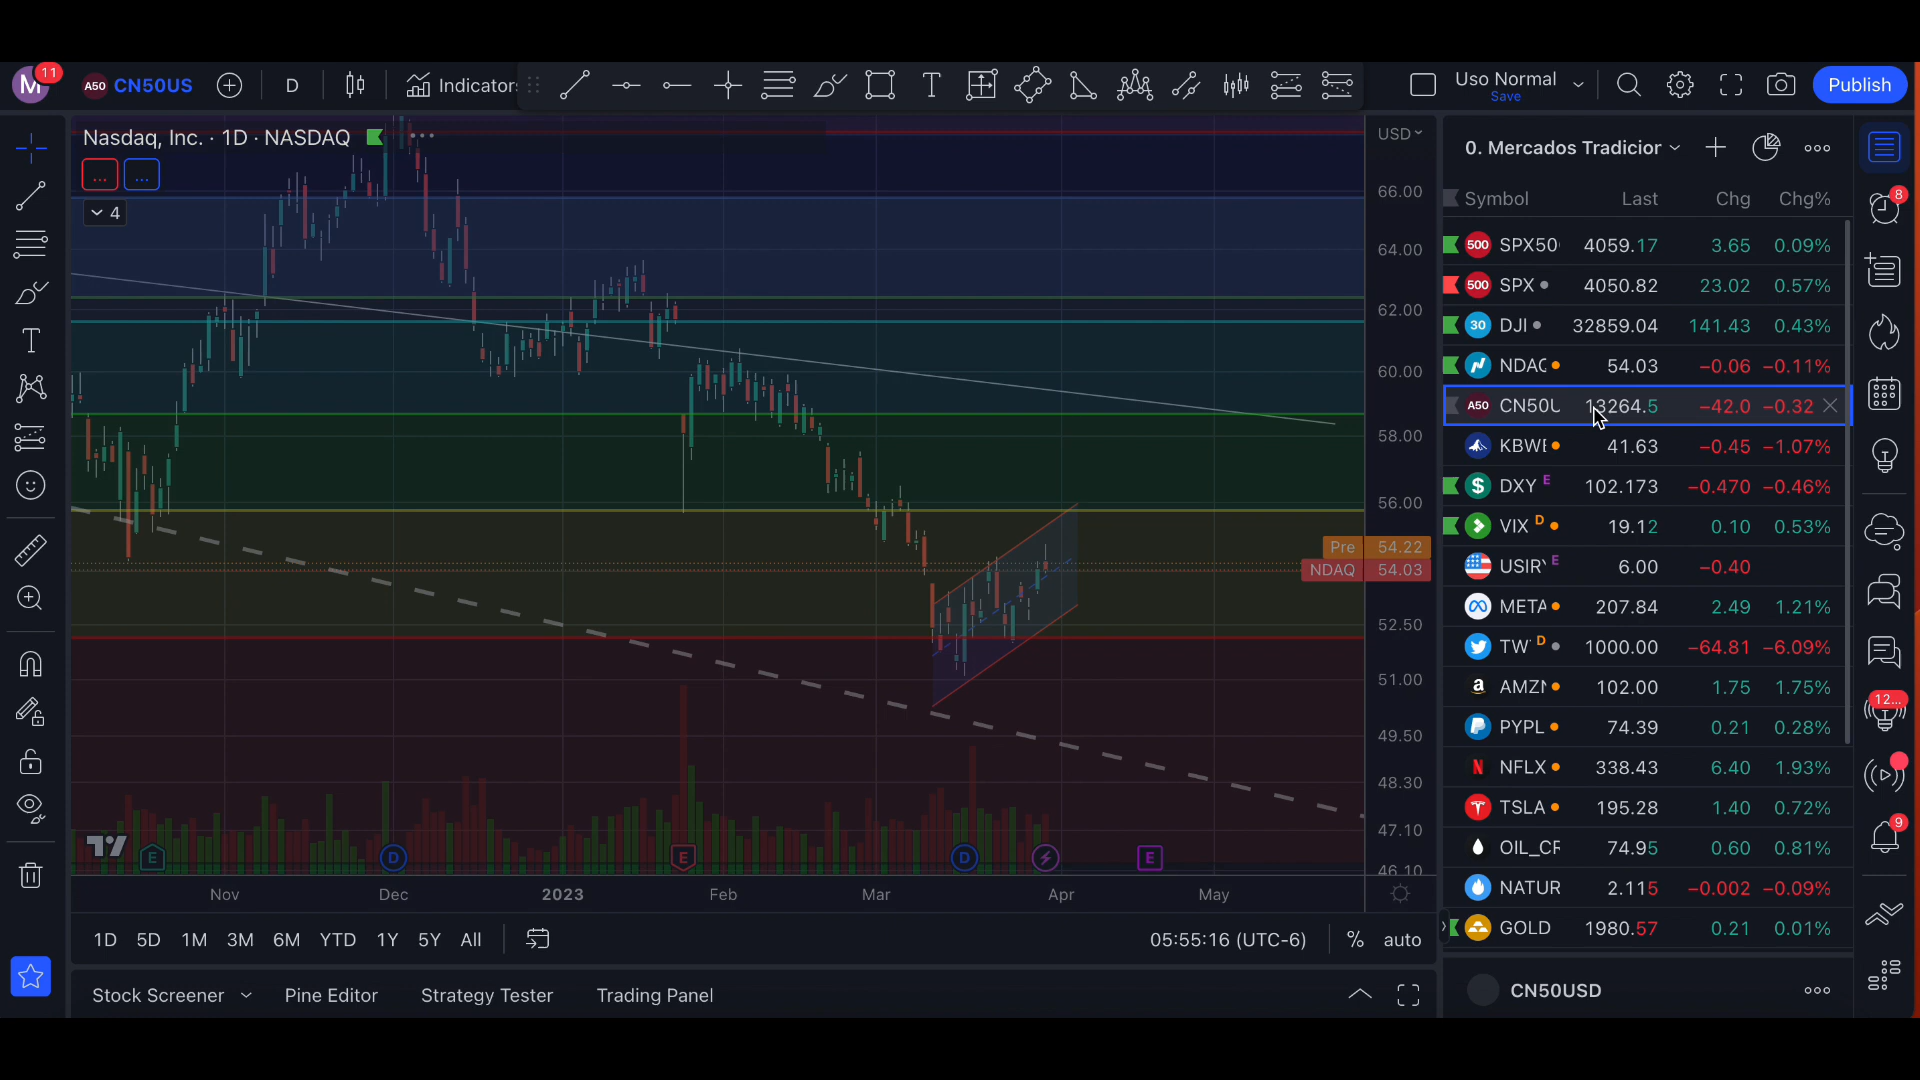 M 11 A50 CN50US D Indicators Uso Normal Save Publish
Nasdaq, Inc. · 1D · NASDAQ
... ...
4
USD
66.00
64.00
62.00
60.00
58.00
56.00
Pre 54.22
NDAQ 54.03
52.50
51.00
49.50
48.30
47.10
46.10
E D E D E
Nov Dec 2023 Feb Mar Apr May
1D 5D 1M 3M 6M YTD 1Y 5Y All 05:55:16 (UTC-6) % auto
Stock Screener Pine Editor Strategy Tester Trading Panel
0. Mercados Tradicior
Symbol Last Chg Chg%
500 SPX50 4059.17 3.65 0.09%
500 SPX 4050.82 23.02 0.57%
30 DJI 32859.04 141.43 0.43%
NDAQ 54.03 −0.06 −0.11%
A50 CN50U 13264.5 −42.0 −0.32
KBWE 41.63 −0.45 −1.07%
$ DXY E 102.173 −0.470 −0.46%
VIX D 19.12 0.10 0.53%
USIR E 6.00 −0.40
META 207.84 2.49 1.21%
TW D 1000.00 −64.81 −6.09%
a AMZN 102.00 1.75 1.75%
PYPL 74.39 0.21 0.28%
N NFLX 338.43 6.40 1.93%
TSLA 195.28 1.40 0.72%
OIL_CR 74.95 0.60 0.81%
NATUR 2.115 −0.002 −0.09%
GOLD 1980.57 0.21 0.01%
CN50USD
8
12...
9